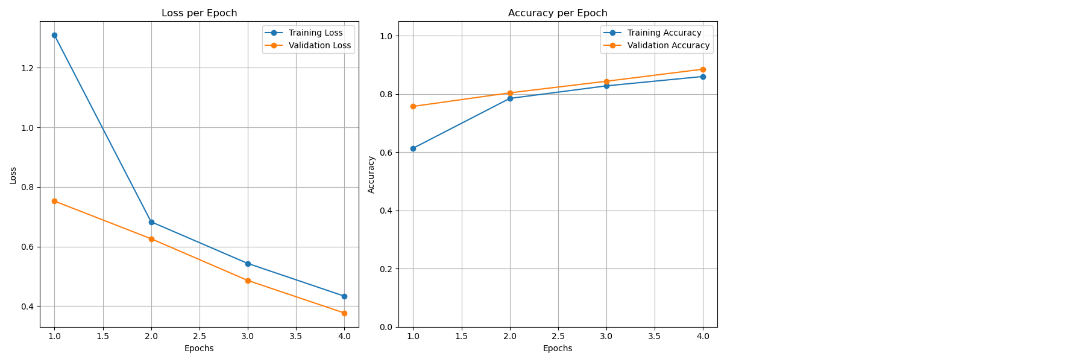 Loss per Epoch
Training Loss
Validation Loss
1.2
1.0
0.8
0.6
0.4
Loss
1.0 1.5 2.0 2.5 3.0 3.5 4.0
Epochs
Accuracy per Epoch
Training Accuracy
Validation Accuracy
1.0
0.8
0.6
0.4
0.2
0.0
Accuracy
1.0 1.5 2.0 2.5 3.0 3.5 4.0
Epochs